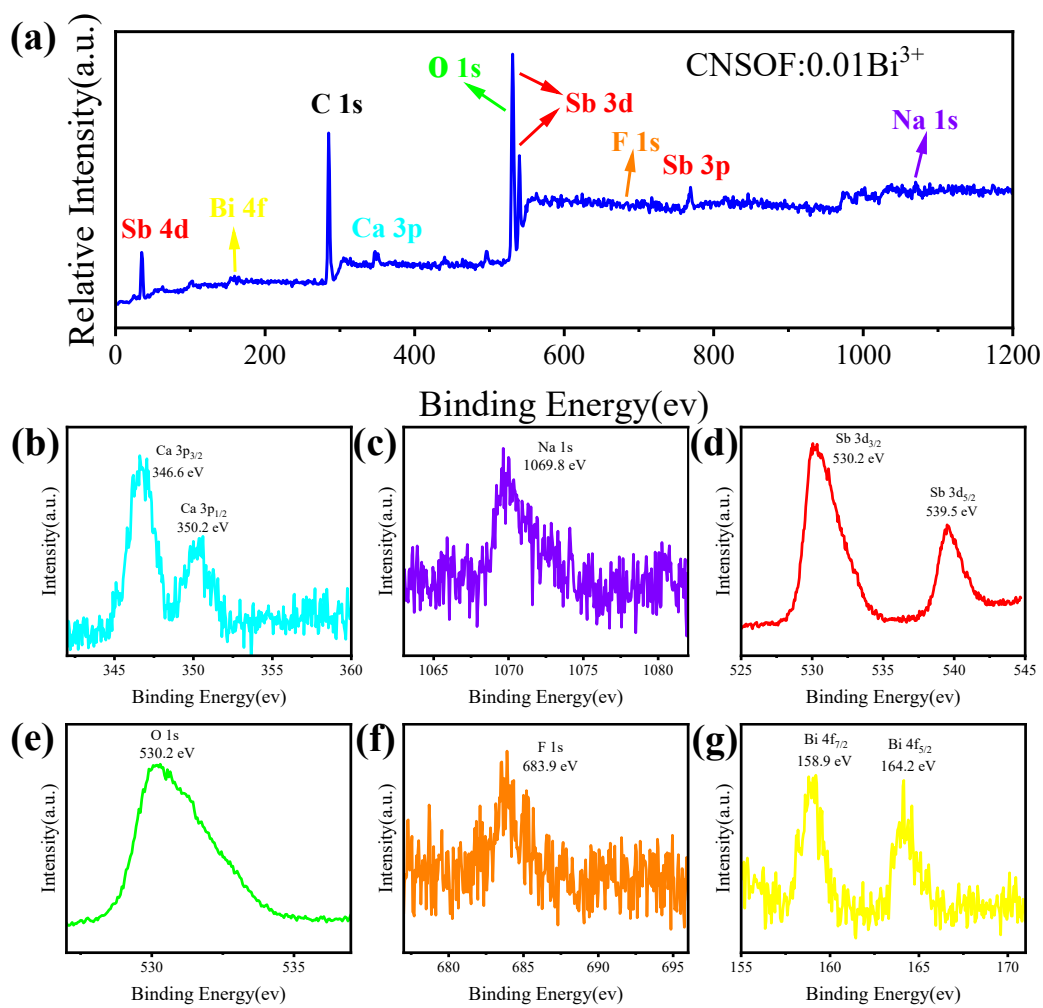 (a)
Relative Intensity(a.u.)
CNSOF:0.01Bi³⁺
O 1s
Sb 3d
C 1s
Na 1s
F 1s
Sb 3p
Bi 4f
Ca 3p
Sb 4d
0 200 400 600 800 1000 1200
Binding Energy(ev)
(b)
Intensity(a.u.)
Ca 3p₃/₂
346.6 eV
Ca 3p₁/₂
350.2 eV
345 350 355 360
Binding Energy(ev)
(c)
Intensity(a.u.)
Na 1s
1069.8 eV
1065 1070 1075 1080
Binding Energy(ev)
(d)
Intensity(a.u.)
Sb 3d₃/₂
530.2 eV
Sb 3d₅/₂
539.5 eV
525 530 535 540 545
Binding Energy(ev)
(e)
Intensity(a.u.)
O 1s
530.2 eV
530 535
Binding Energy(ev)
(f)
Intensity(a.u.)
F 1s
683.9 eV
680 685 690 695
Binding Energy(ev)
(g)
Intensity(a.u.)
Bi 4f₇/₂
158.9 eV
Bi 4f₅/₂
164.2 eV
155 160 165 170
Binding Energy(ev)